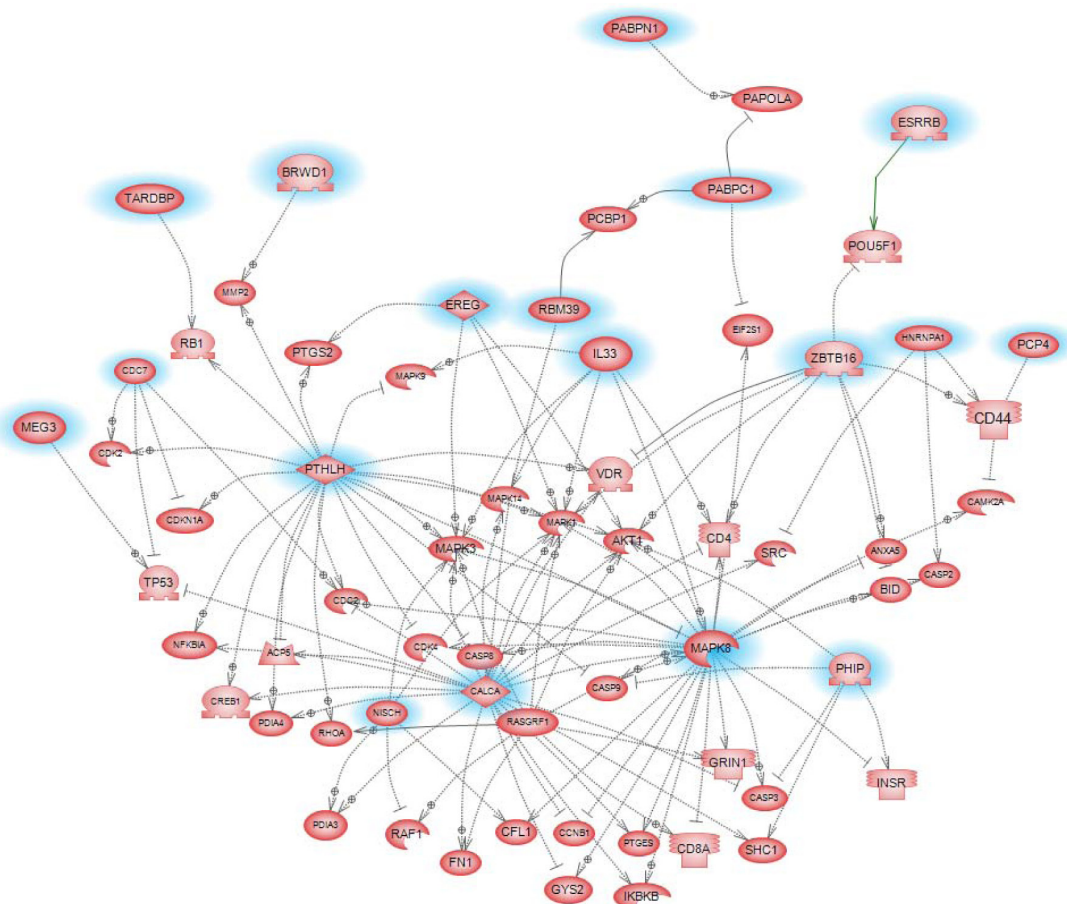 PABPN1
PAPOLA
ESRRB
BRWD1
TARDBP
PABPC1
PCBP1
POU5F1
MMP2
EREG
RBM39
EIF2S1
RB1
PTGS2
IL33
ZBTB16
HNRNPA1
PCP4
CDC7
MAPK9
MEG3
CD44
CDK2
PTHLH
VDR
MAPK14
CAMK2A
CDKN1A
MAPK1
AKT1
CD4
MAPK3
SRC
ANXA5
TP53
CASP2
BID
CDC2
NFKBIA
ACP5
CDK4
CASP8
MAPK8
PHIP
CREB1
CALCA
CASP9
PDIA4
NISCH
RHOA
RASGRF1
GRIN1
INSR
CASP3
PDIA3
RAF1
CFL1
CCNB1
PTGES
CD8A
SHC1
FN1
GYS2
IKBKB